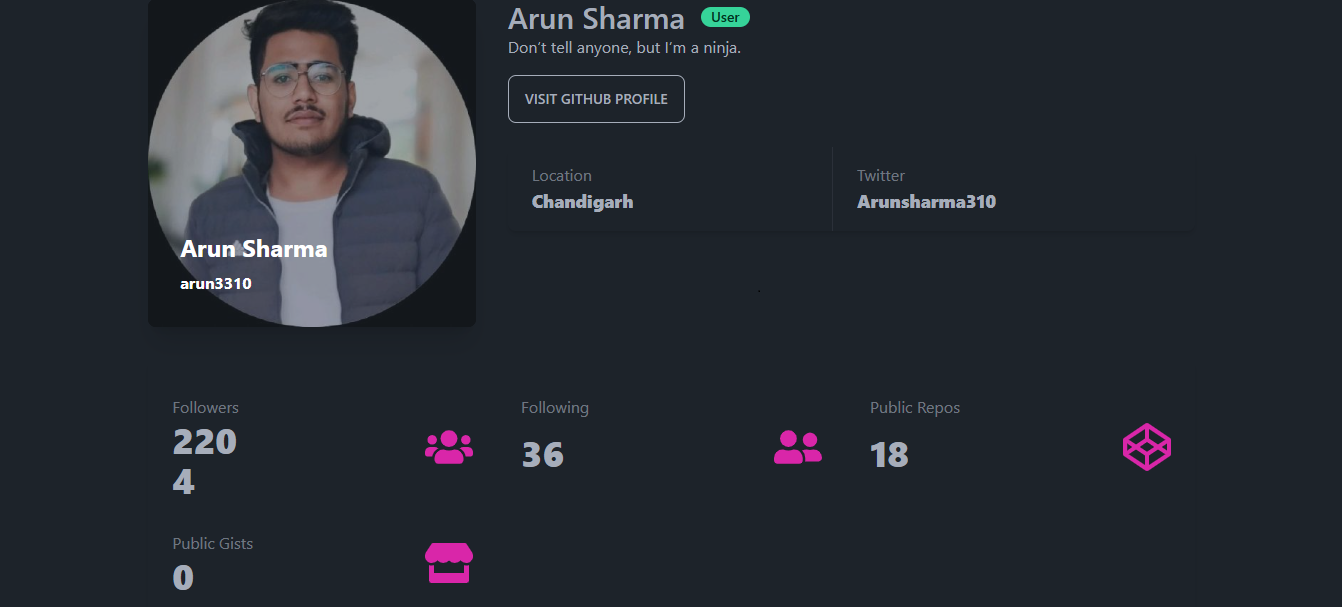 Arun Sharma User
Don't tell anyone, but I'm a ninja.
VISIT GITHUB PROFILE
Location
Chandigarh
Twitter
Arunsharma310
Arun Sharma
arun3310
Followers
220
4
Following
36
Public Repos
18
Public Gists
0